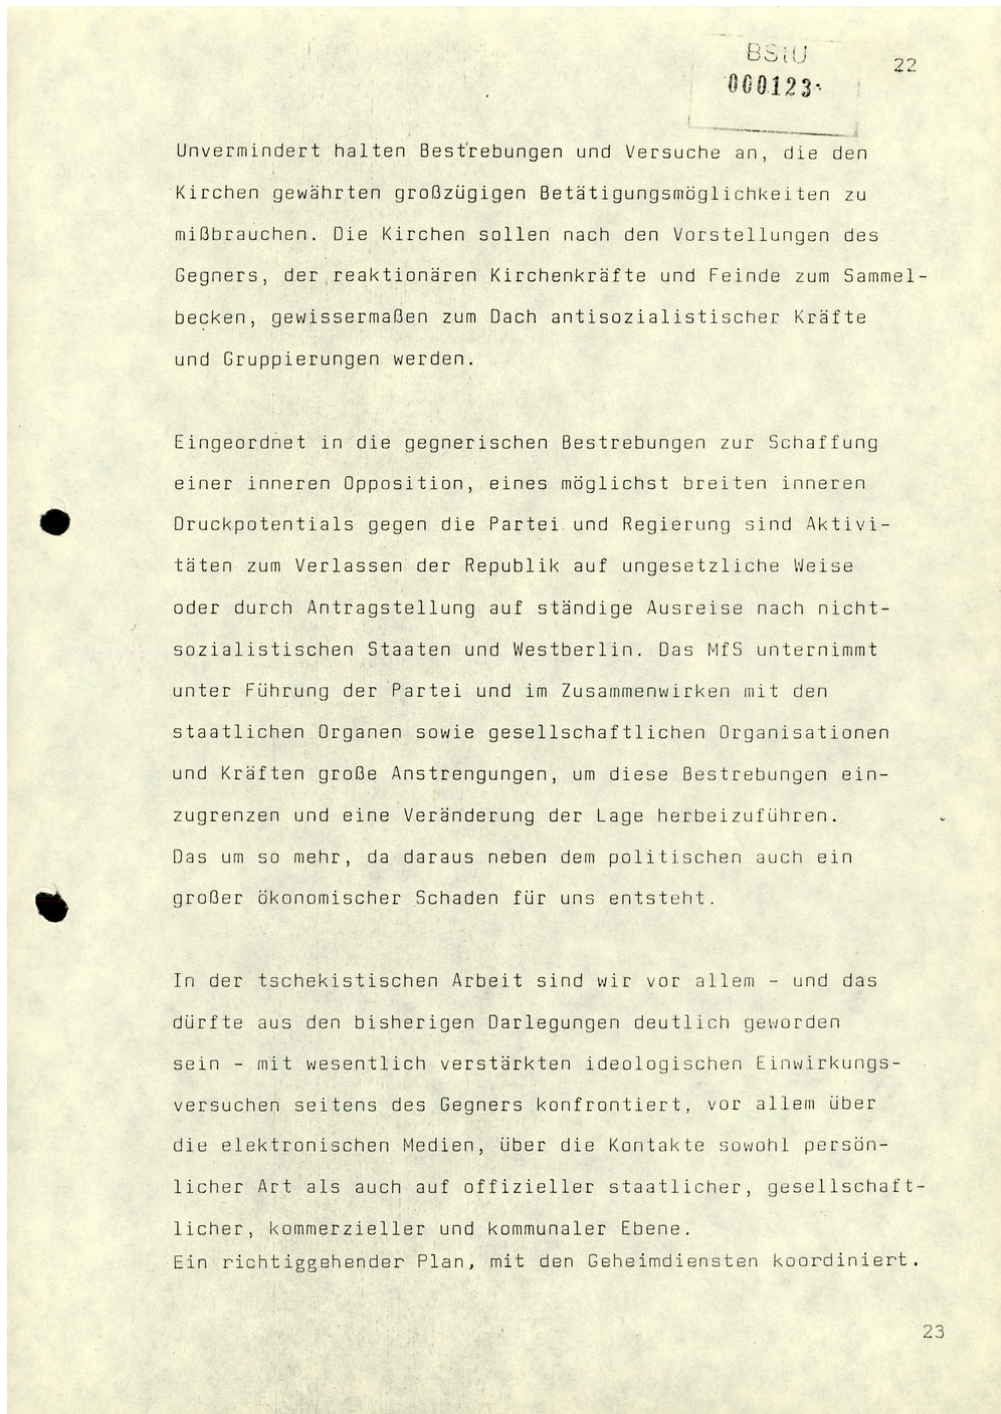 BStU
000123
22
Unvermindert halten Bestrebungen und Versuche an, die den
Kirchen gewährten großzügigen Betätigungsmöglichkeiten zu
mißbrauchen. Die Kirchen sollen nach den Vorstellungen des
Gegners, der reaktionären Kirchenkräfte und Feinde zum Sammel-
becken, gewissermaßen zum Dach antisozialistischer Kräfte
und Gruppierungen werden.
Eingeordnet in die gegnerischen Bestrebungen zur Schaffung
einer inneren Opposition, eines möglichst breiten inneren
Druckpotentials gegen die Partei und Regierung sind Aktivi-
täten zum Verlassen der Republik auf ungesetzliche Weise
oder durch Antragstellung auf ständige Ausreise nach nicht-
sozialistischen Staaten und Westberlin. Das MfS unternimmt
unter Führung der Partei und im Zusammenwirken mit den
staatlichen Organen sowie gesellschaftlichen Organisationen
und Kräften große Anstrengungen, um diese Bestrebungen ein-
zugrenzen und eine Veränderung der Lage herbeizuführen.
Das um so mehr, da daraus neben dem politischen auch ein
großer ökonomischer Schaden für uns entsteht.
In der tschekistischen Arbeit sind wir vor allem - und das
dürfte aus den bisherigen Darlegungen deutlich geworden
sein - mit wesentlich verstärkten ideologischen Einwirkungs-
versuchen seitens des Gegners konfrontiert, vor allem über
die elektronischen Medien, über die Kontakte sowohl persön-
licher Art als auch auf offizieller staatlicher, gesellschaft-
licher, kommerzieller und kommunaler Ebene.
Ein richtiggehender Plan, mit den Geheimdiensten koordiniert.
23